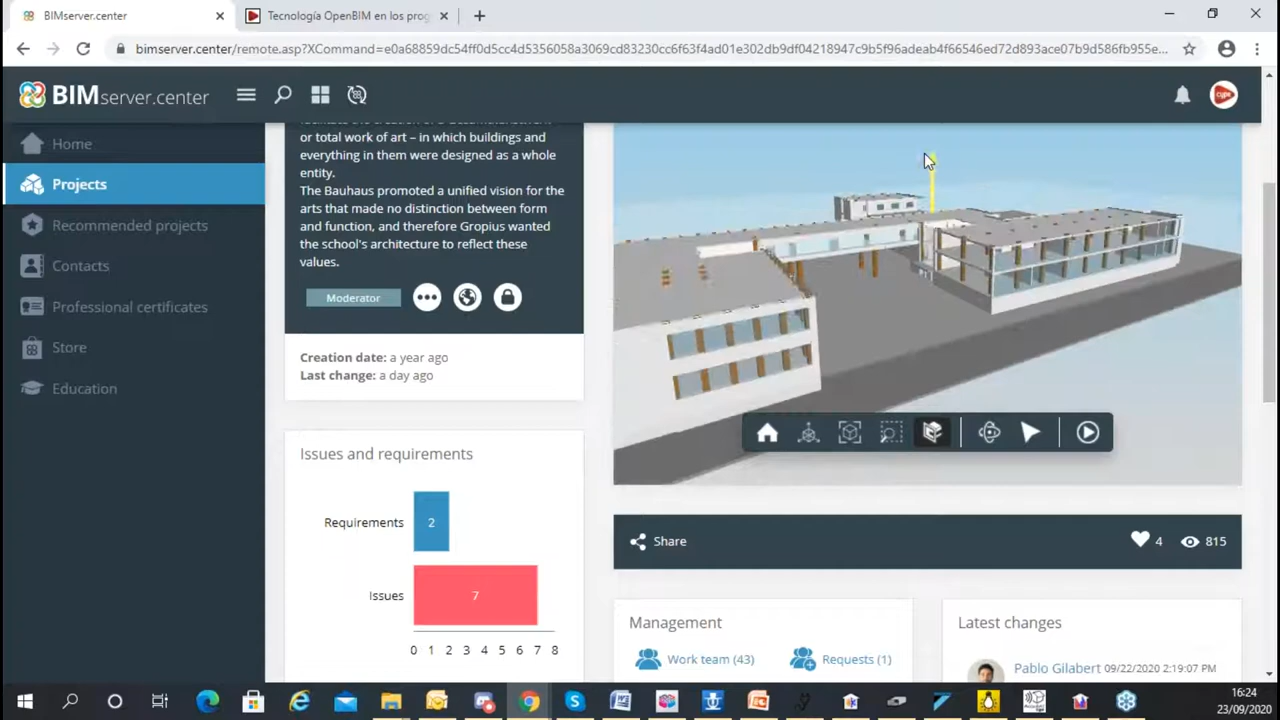 BIMserver.center
Tecnología OpenBIM en los prog
bimserver.center/remote.asp?XCommand=e0a68859dc54ff0d5cc4d5356058a3069cd83230cc6f63f4ad01e302db9df04218947c9b5f96adeab4f66546ed72d893ace07b9d586fb955e...
BIMserver.center
cype
Home
Projects
Recommended projects
Contacts
Professional certificates
Store
Education
or total work of art – in which buildings and
everything in them were designed as a whole
entity.
The Bauhaus promoted a unified vision for the
arts that made no distinction between form
and function, and therefore Gropius wanted
the school's architecture to reflect these
values.
Moderator
Creation date: a year ago
Last change: a day ago
Issues and requirements
Requirements
2
Issues
7
0 1 2 3 4 5 6 7 8
Share
4
815
Management
Work team (43)
Requests (1)
Latest changes
Pablo Gilabert 09/22/2020 2:19:07 PM
16:24
23/09/2020